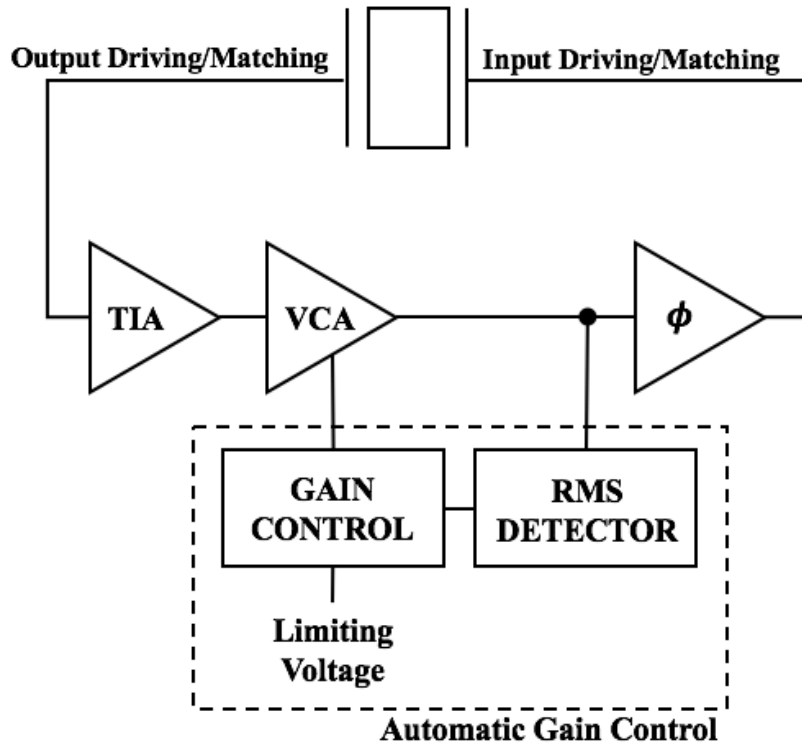 Output Driving/Matching
Input Driving/Matching
TIA
VCA
ϕ
GAIN
CONTROL
RMS
DETECTOR
Limiting
Voltage
Automatic Gain Control